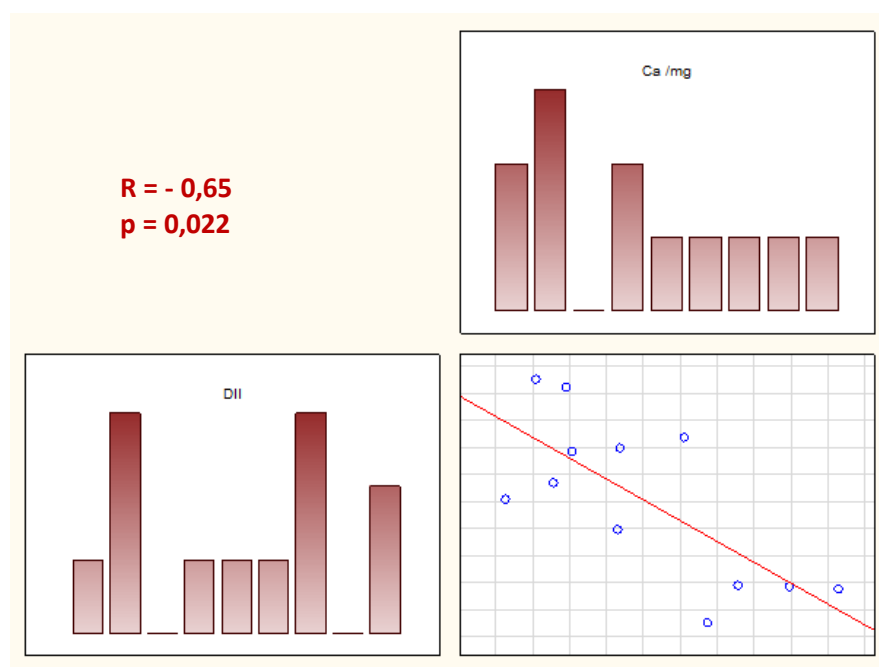 Ca /mg
R = - 0,65
p = 0,022
DII